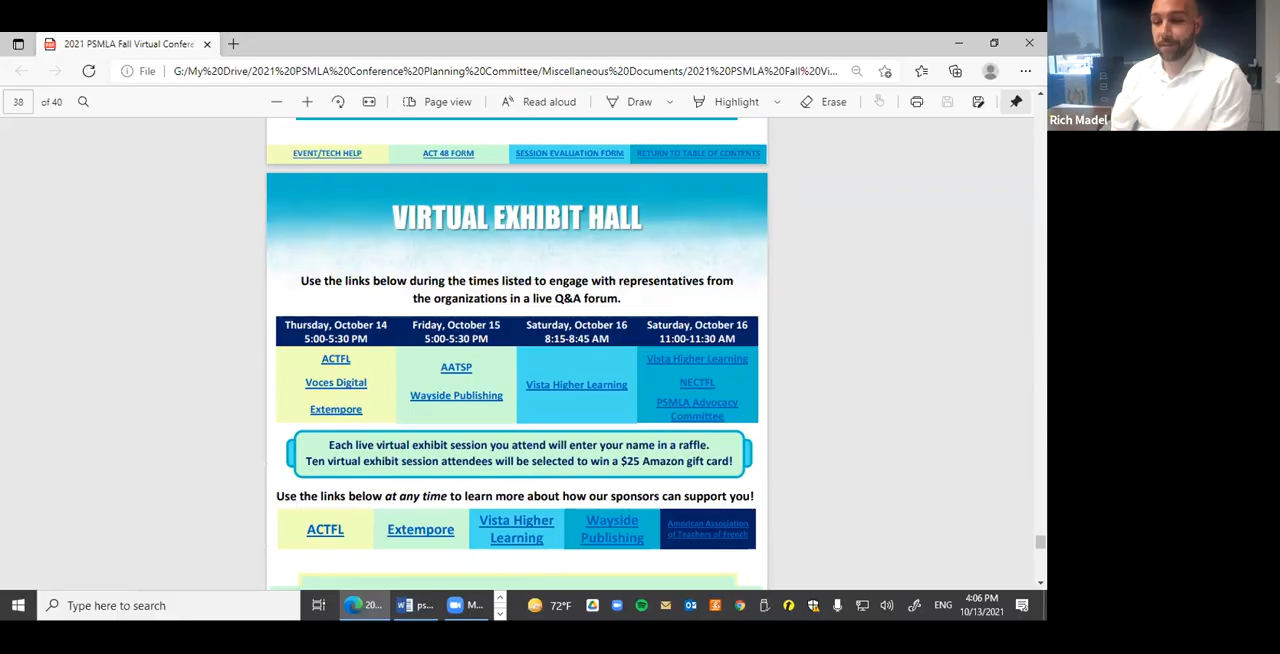 2021 PSMLA Fall Virtual Confere
File
G:/My%20Drive/2021%20PSMLA%20Conference%20Planning%20Committee/Miscellaneous%20Documents/2021%20PSMLA%20Fall%20Vi...
38 of 40
Page view
Read aloud
Draw
Highlight
Erase
Rich Madel
EVENT/TECH HELP
ACT 48 FORM
SESSION EVALUATION FORM
RETURN TO TABLE OF CONTENTS
VIRTUAL EXHIBIT HALL
Use the links below during the times listed to engage with representatives from
the organizations in a live Q&A forum.
Thursday, October 14
5:00-5:30 PM
Friday, October 15
5:00-5:30 PM
Saturday, October 16
8:15-8:45 AM
Saturday, October 16
11:00-11:30 AM
ACTFL
Voces Digital
Extempore
AATSP
Wayside Publishing
Vista Higher Learning
Vista Higher Learning
NECTFL
PSMLA Advocacy
Committee
Each live virtual exhibit session you attend will enter your name in a raffle.
Ten virtual exhibit session attendees will be selected to win a $25 Amazon gift card!
Use the links below at any time to learn more about how our sponsors can support you!
ACTFL
Extempore
Vista Higher
Learning
Wayside
Publishing
American Association
of Teachers of French
Type here to search
20...
ps...
M...
72°F
ENG
4:06 PM
10/13/2021